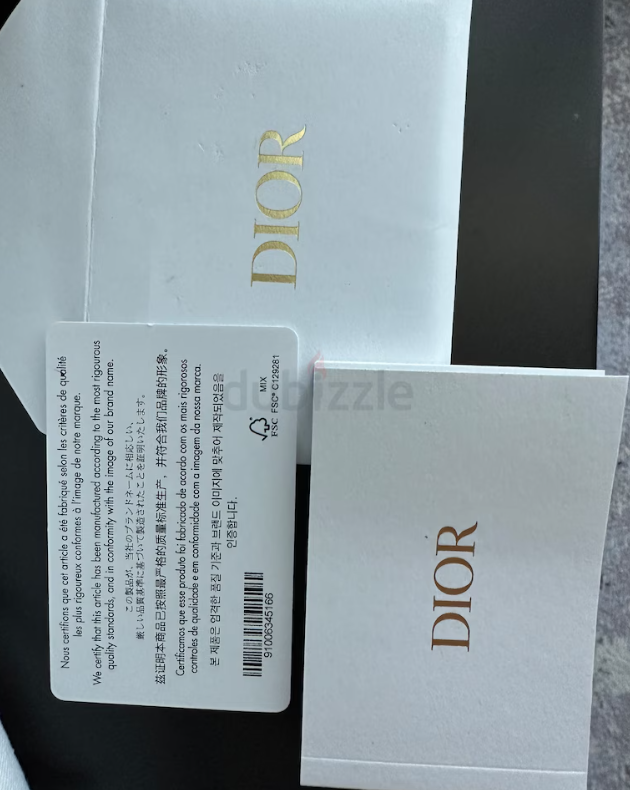 DIOR
Nous certifions que cet article a été fabriqué selon les critères de qualité
les plus rigoureux conformes à l'image de notre marque.
We certify that this article has been manufactured according to the most rigourous
quality standards, and in conformity with the image of our brand name.
この製品が、当社のブランドネームに相応しい、
厳しい品質基準に基づいて製造されたことを証明いたします。
兹证明本商品已按照最严格的质量标准生产，并符合我们品牌的形象。
Certificamos que esse produto foi fabricado de acordo com os mais rigorosos
controles de qualidade e em conformidade com a imagem da nossa marca.
본 제품은 엄격한 품질 기준과 브랜드 이미지에 맞추어 제작되었음을
인증합니다.
91006345166
FSC
MIX
FSC® C129281
dubizzle
DIOR